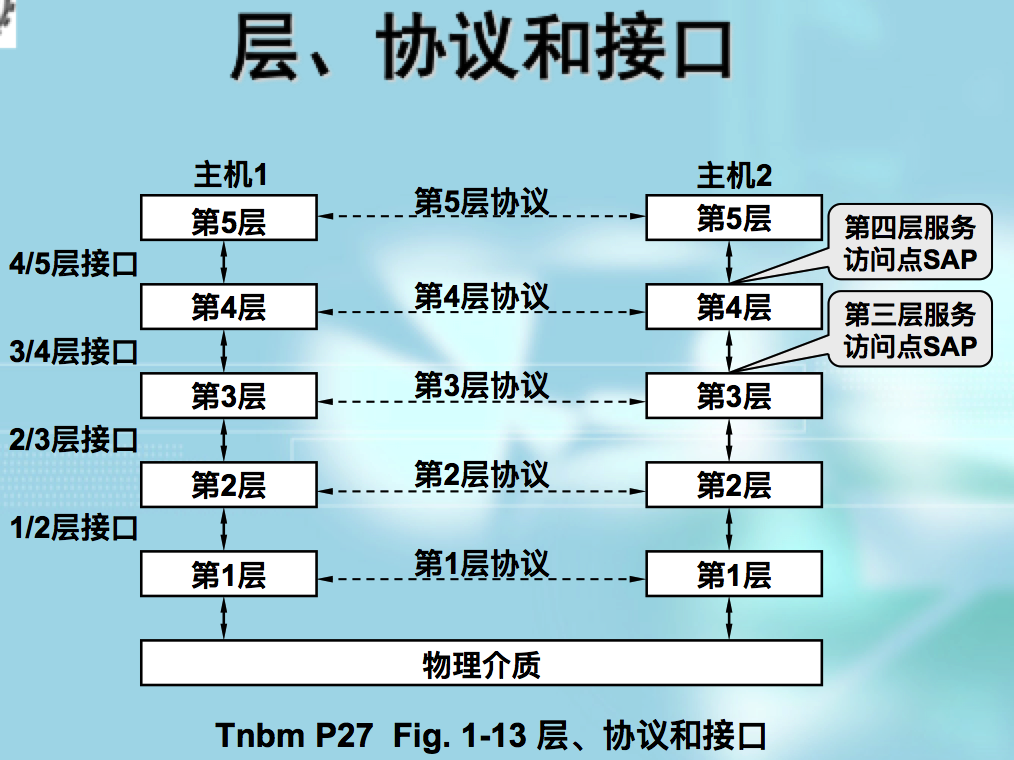 层、协议和接口
主机1
主机2
第5层
第5层协议
第5层
第四层服务
访问点SAP
4/5层接口
第4层
第4层协议
第4层
第三层服务
访问点SAP
3/4层接口
第3层
第3层协议
第3层
2/3层接口
第2层
第2层协议
第2层
1/2层接口
第1层
第1层协议
第1层
物理介质
Tnbm P27 Fig. 1-13 层、协议和接口